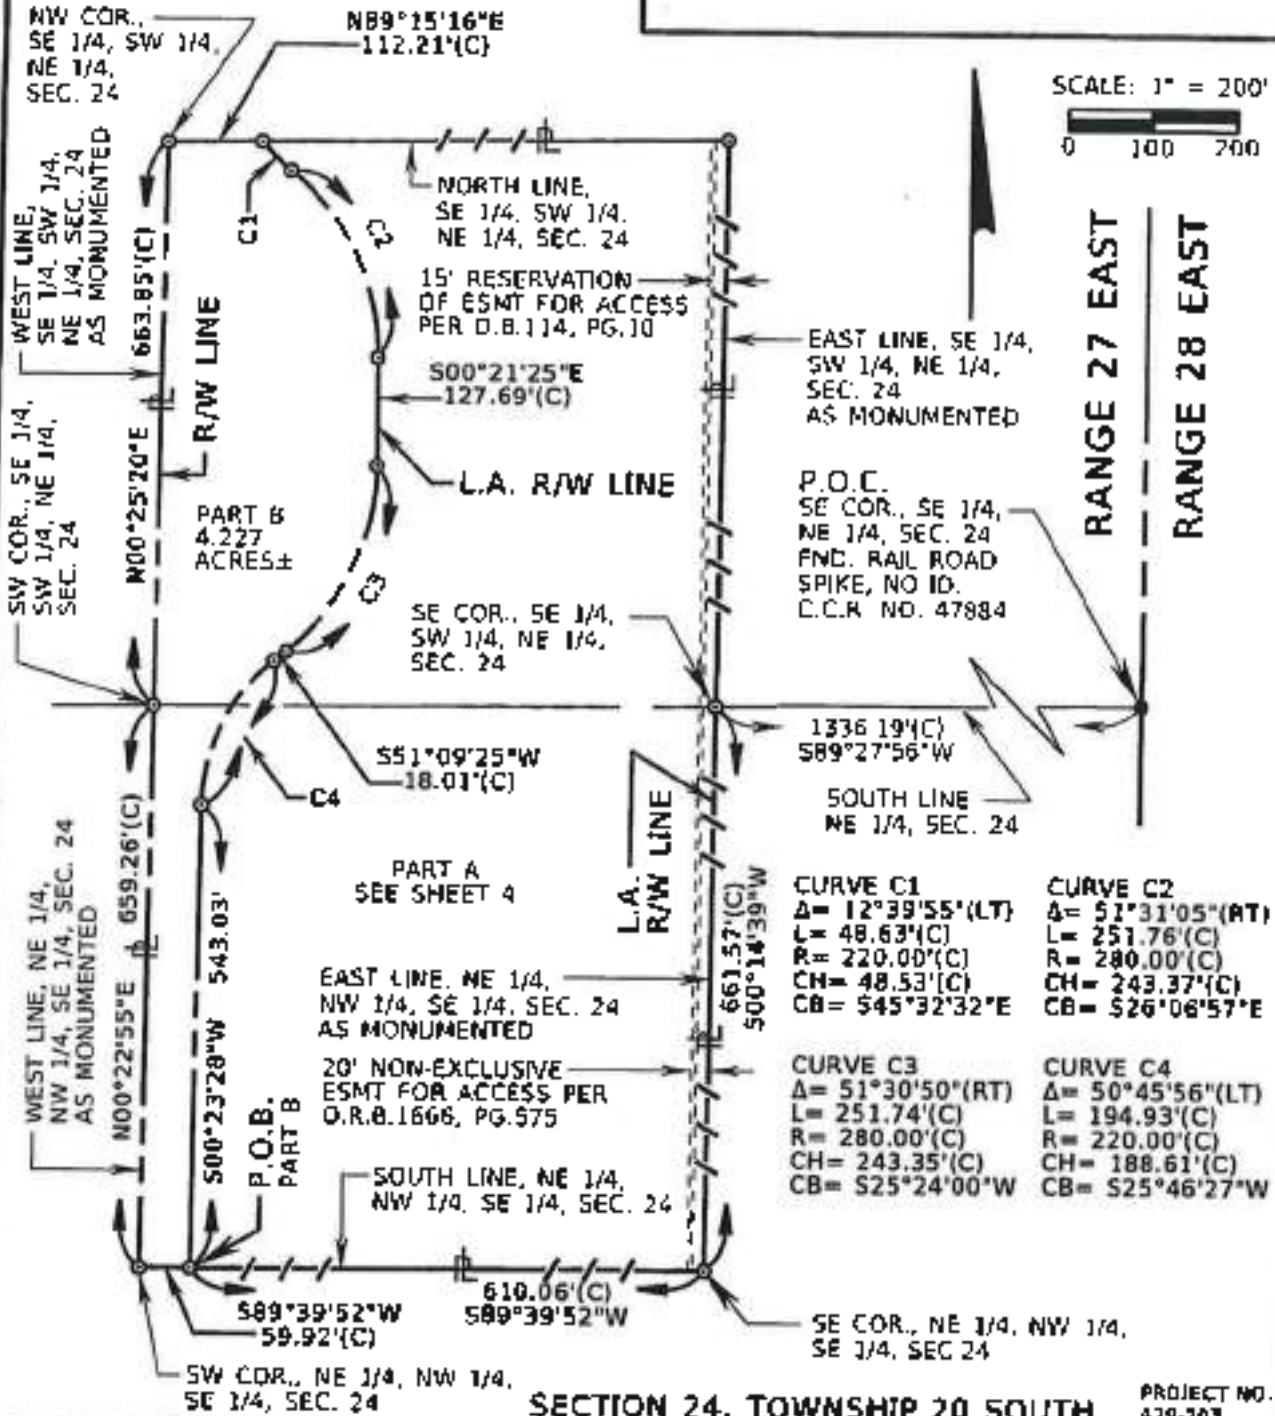 NW COR.,
SE 1/4, SW 1/4,
NE 1/4,
SEC. 24
N89°15'16"E
112.21'(C)
SCALE: 1" = 200'
0 100 200
WEST LINE,
SE 1/4, SW 1/4,
NE 1/4, SEC. 24
AS MONUMENTED
663.85'(C)
N00°25'20"E
R/W LINE
C1
C2
NORTH LINE,
SE 1/4, SW 1/4,
NE 1/4, SEC. 24
15' RESERVATION
OF ESMT FOR ACCESS
PER D.B.114, PG.10
S00°21'25"E
127.69'(C)
L.A. R/W LINE
EAST LINE, SE 1/4,
SW 1/4, NE 1/4,
SEC. 24
AS MONUMENTED
RANGE 27 EAST
RANGE 28 EAST
SW COR., SE 1/4,
SW 1/4, NE 1/4,
SEC. 24
PART B
4.227
ACRES±
C3
P.O.C.
SE COR., SE 1/4,
NE 1/4, SEC. 24
FND. RAIL ROAD
SPIKE, NO ID.
C.C.R NO. 47884
SE COR., SE 1/4,
SW 1/4, NE 1/4,
SEC. 24
1336.19'(C)
S89°27'56"W
SOUTH LINE
NE 1/4, SEC. 24
S51°09'25"W
18.01'(C)
C4
L.A.
R/W LINE
PART A
SEE SHEET 4
WEST LINE, NE 1/4,
NW 1/4, SE 1/4, SEC. 24
AS MONUMENTED
N00°22'55"E 659.26'(C)
S00°23'28"W 543.03'
P.O.B.
PART B
EAST LINE, NE 1/4,
NW 1/4, SE 1/4, SEC. 24
AS MONUMENTED
661.57'(C)
S00°14'39"W
20' NON-EXCLUSIVE
ESMT FOR ACCESS PER
O.R.B.1666, PG.575
SOUTH LINE, NE 1/4,
NW 1/4, SE 1/4, SEC. 24
CURVE C1
Δ= 12°39'55"(LT)
L= 48.63'(C)
R= 220.00'(C)
CH= 48.53'(C)
CB= S45°32'32"E
CURVE C2
Δ= 51°31'05"(RT)
L= 251.76'(C)
R= 280.00'(C)
CH= 243.37'(C)
CB= S26°06'57"E
CURVE C3
Δ= 51°30'50"(RT)
L= 251.74'(C)
R= 280.00'(C)
CH= 243.35'(C)
CB= S25°24'00"W
CURVE C4
Δ= 50°45'56"(LT)
L= 194.93'(C)
R= 220.00'(C)
CH= 188.61'(C)
CB= S25°46'27"W
S89°39'52"W
59.92'(C)
610.06'(C)
S89°39'52"W
SE COR., NE 1/4, NW 1/4,
SE 1/4, SEC 24
SW COR., NE 1/4, NW 1/4,
SE 1/4, SEC. 24
SECTION 24, TOWNSHIP 20 SOUTH
PROJECT NO.